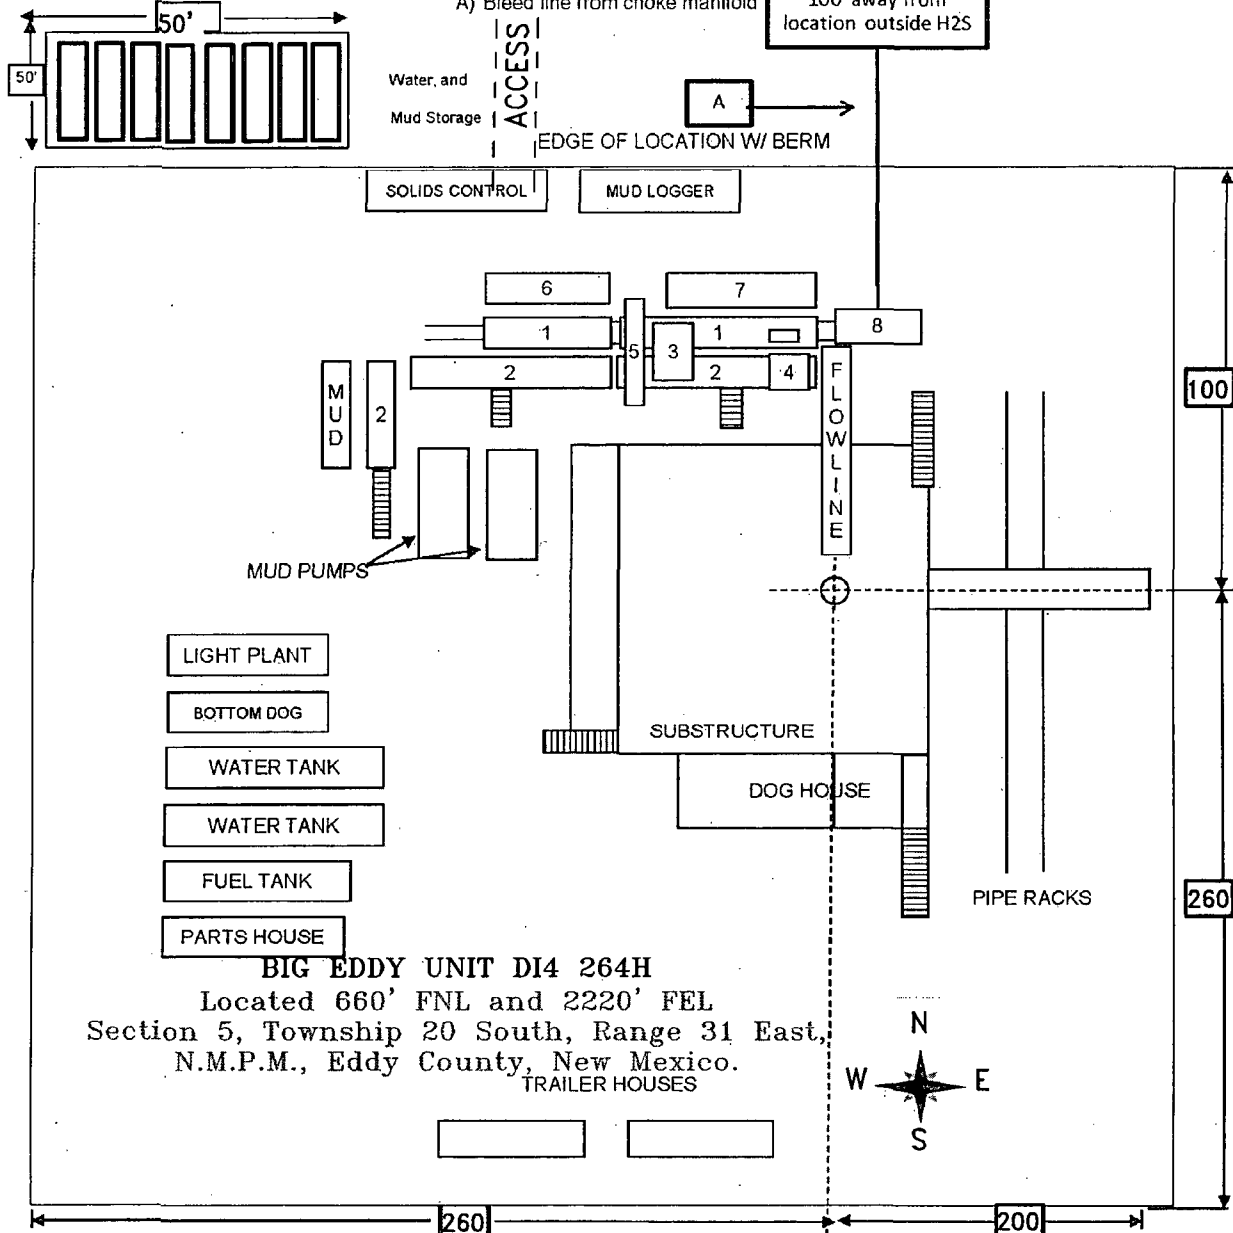 A) Bleed line from choke manifold
100' away from
location outside H2S
50'
50'
Water, and
Mud Storage
ACCESS
A
EDGE OF LOCATION W/ BERM
SOLIDS CONTROL
MUD LOGGER
6
7
1
1
8
5
3
2
2
4
MUD
2
FLOWLINE
100
MUD PUMPS
LIGHT PLANT
BOTTOM DOG
WATER TANK
WATER TANK
FUEL TANK
PARTS HOUSE
SUBSTRUCTURE
DOG HOUSE
PIPE RACKS
260
BIG EDDY UNIT DI4 264H
Located 660' FNL and 2220' FEL
Section 5, Township 20 South, Range 31 East,
N.M.P.M., Eddy County, New Mexico.
TRAILER HOUSES
N
W E
S
260
200